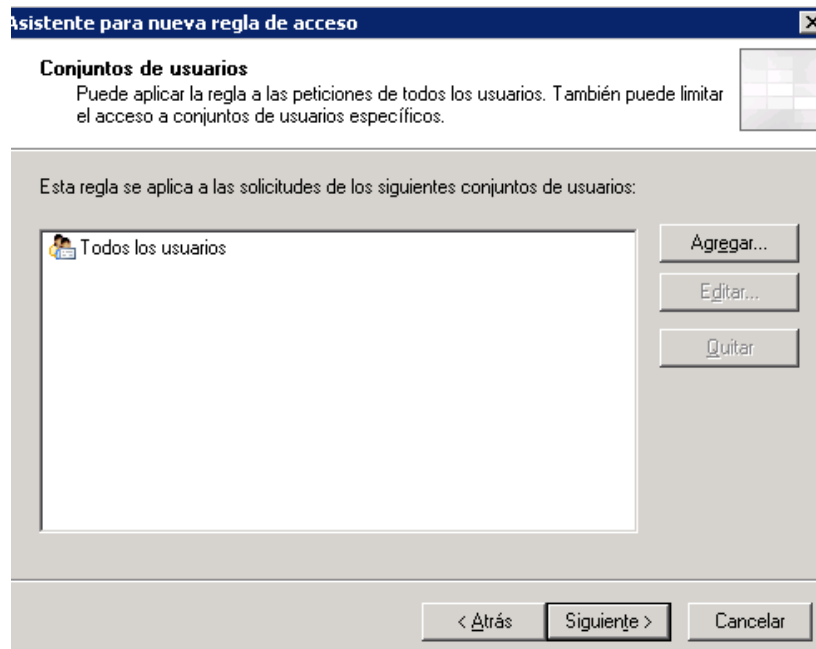 Asistente para nueva regla de acceso
Conjuntos de usuarios
Puede aplicar la regla a las peticiones de todos los usuarios. También puede limitar
el acceso a conjuntos de usuarios específicos.
Esta regla se aplica a las solicitudes de los siguientes conjuntos de usuarios:
Todos los usuarios
Agregar...
Editar...
Quitar
< Atrás
Siguiente >
Cancelar